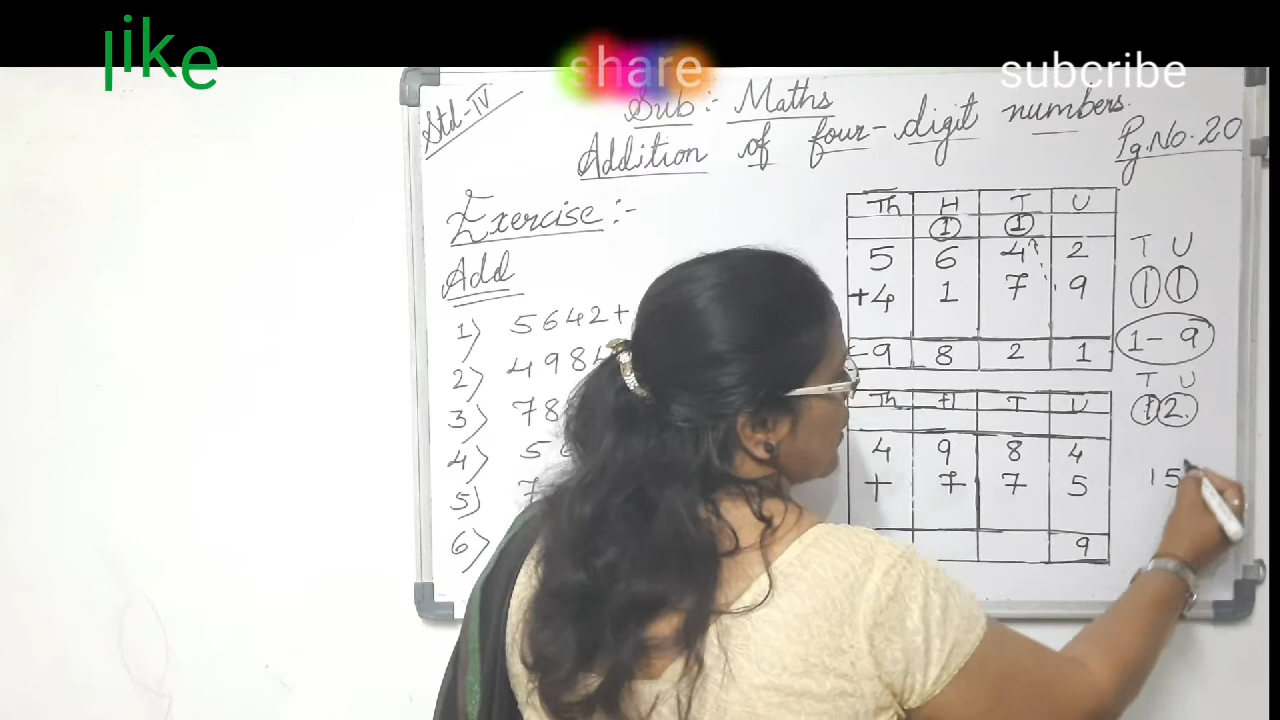 like share subcribe
Std-IV
Sub:- Maths
Addition of four-digit numbers.
Pg.No.20
Exercise:-
Add
1) 5642+
2) 4984
3) 78
4) 56
5) 7
6)
Th H T U
1 1
5 6 4 2
+4 1 7 9
9 8 2 1
T U
1 1
1- 9
T U
1 2.
Th H T U
4 9 8 4
+ 7 7 5
9
15